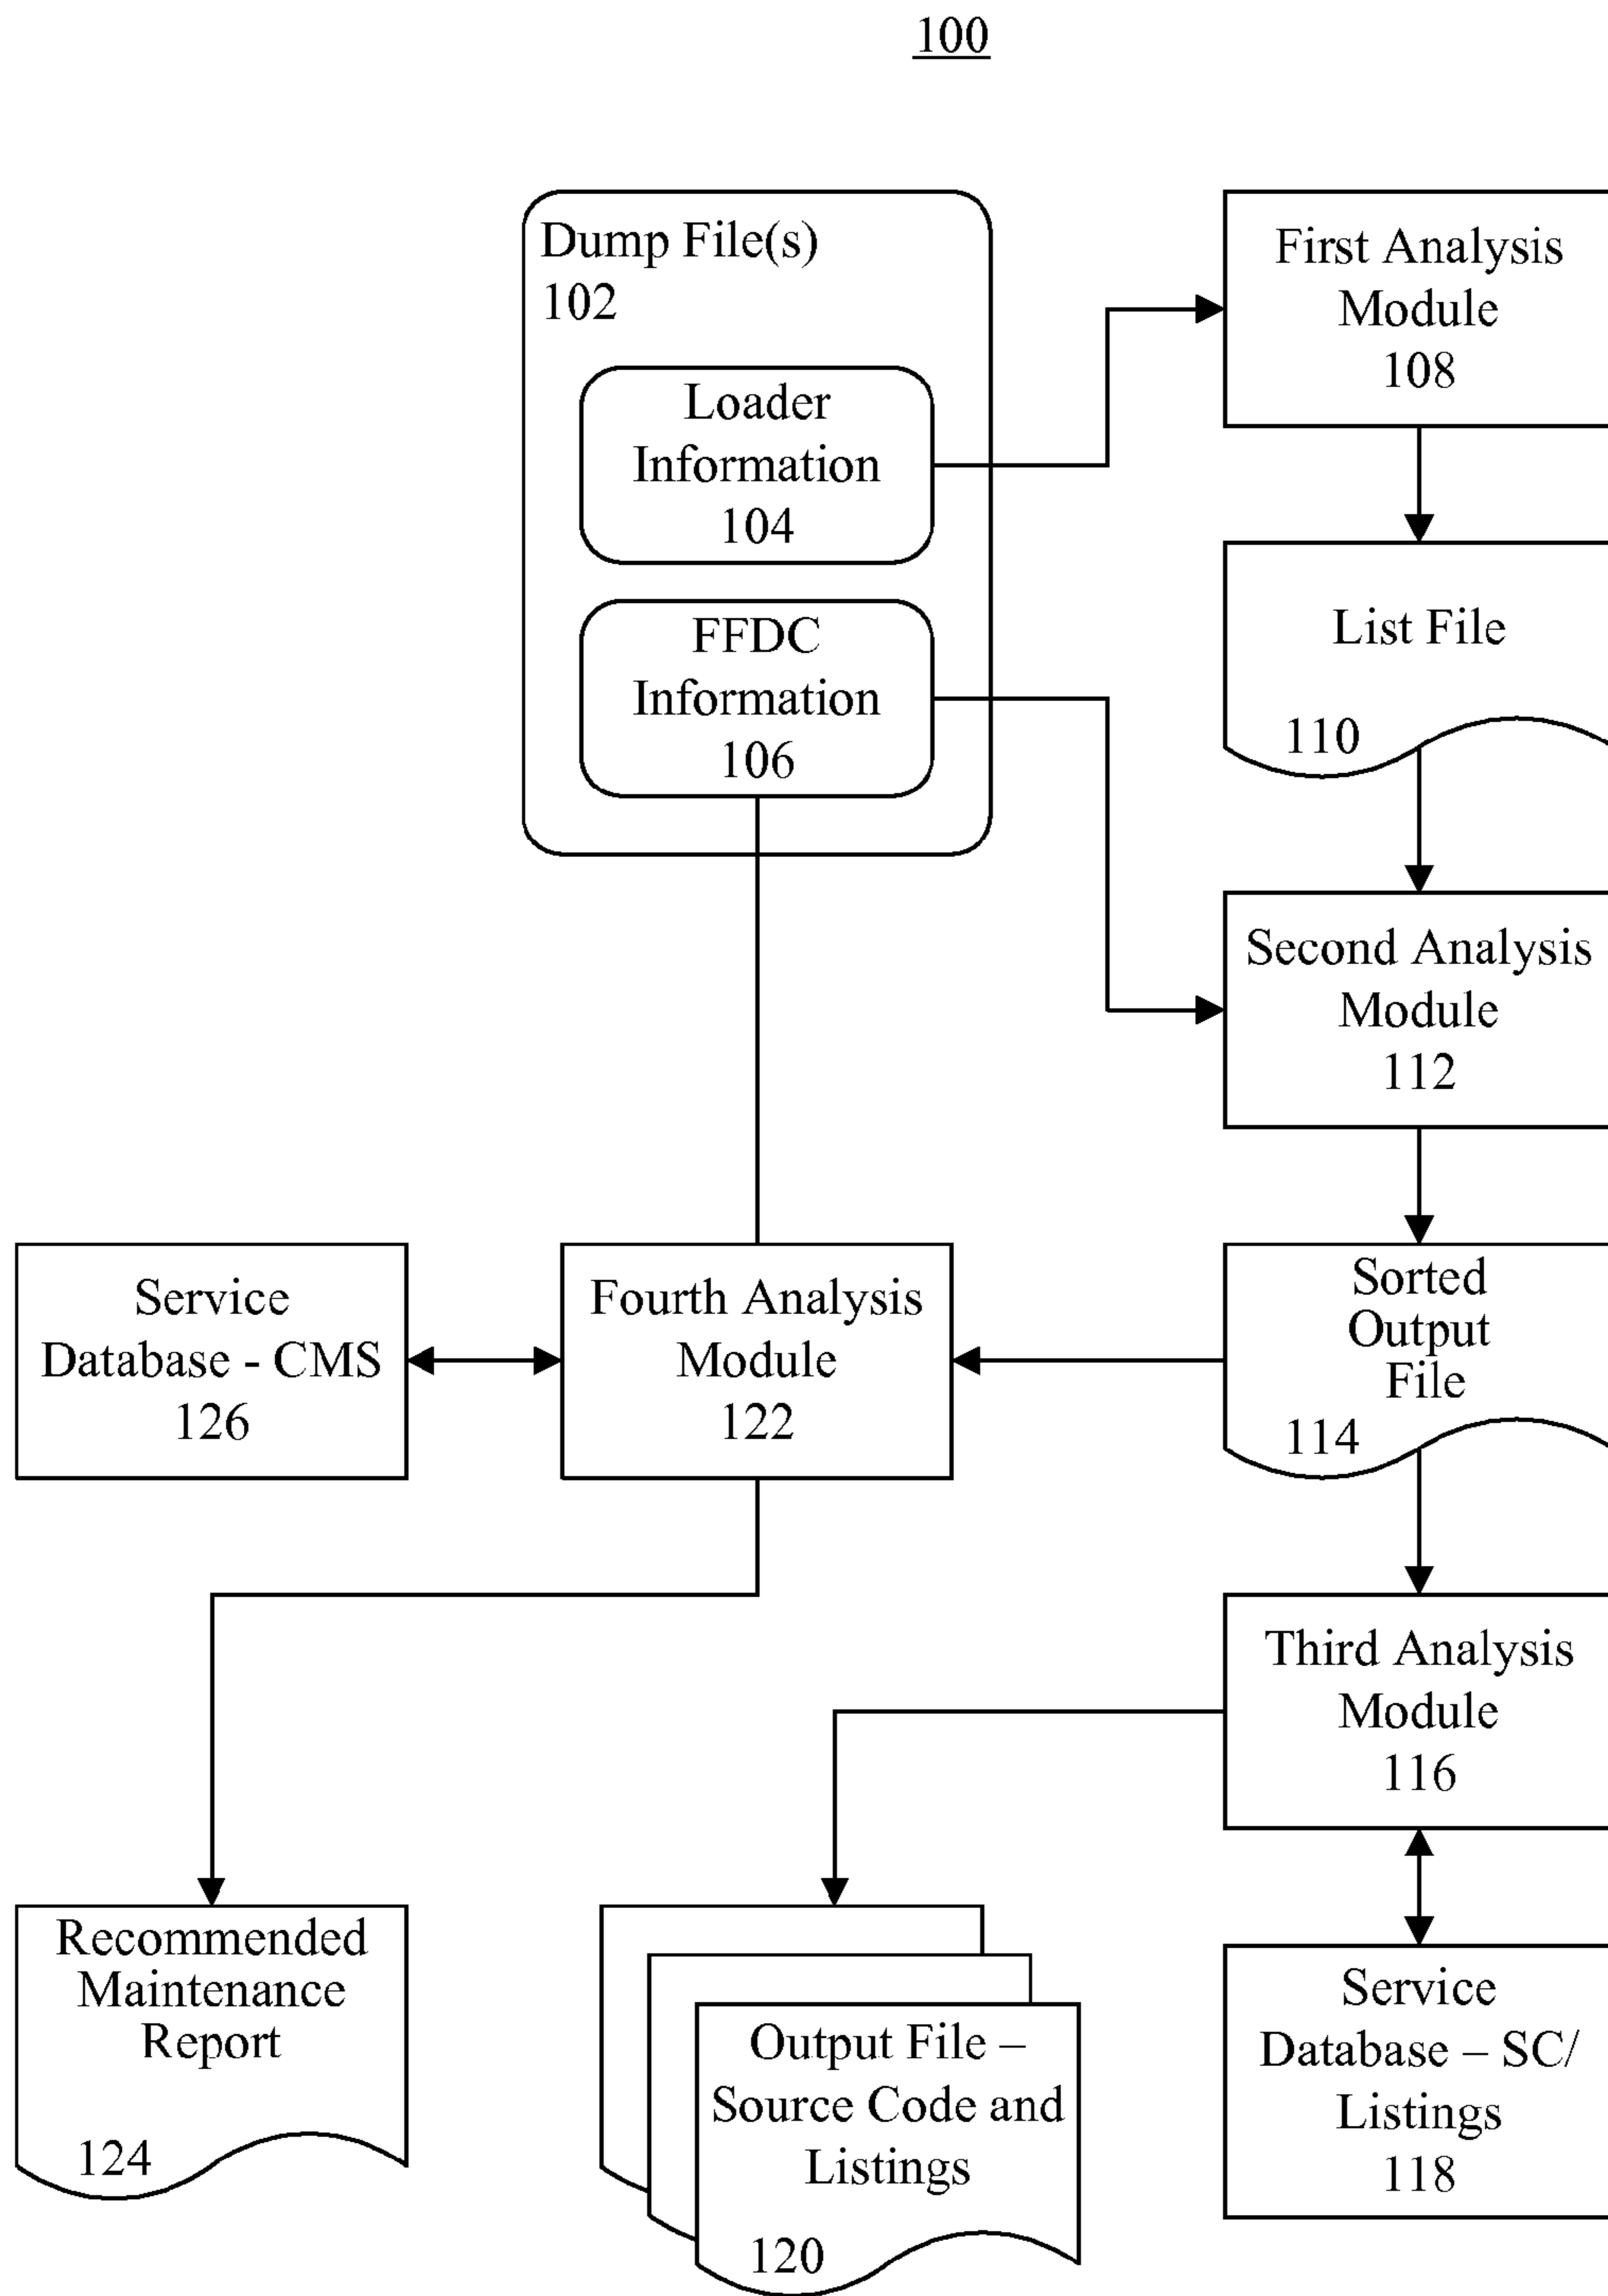 100
Dump File(s)
102
Loader
Information
104
FFDC
Information
106
First Analysis
Module
108
List File
110
Second Analysis
Module
112
Service
Database - CMS
126
Fourth Analysis
Module
122
Sorted
Output
File
114
Third Analysis
Module
116
Recommended
Maintenance
Report
124
Output File –
Source Code and
Listings
120
Service
Database – SC/
Listings
118